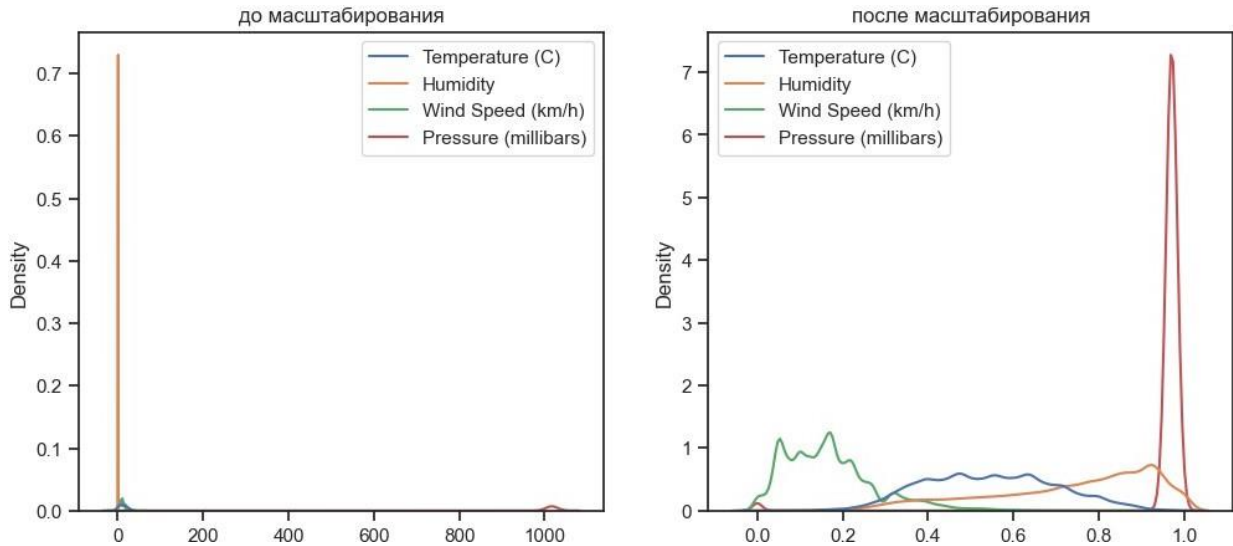 до масштабирования
Temperature (C)
Humidity
Wind Speed (km/h)
Pressure (millibars)
Density
0.7
0.6
0.5
0.4
0.3
0.2
0.1
0.0
0
200
400
600
800
1000
после масштабирования
Temperature (C)
Humidity
Wind Speed (km/h)
Pressure (millibars)
Density
7
6
5
4
3
2
1
0
0.0
0.2
0.4
0.6
0.8
1.0